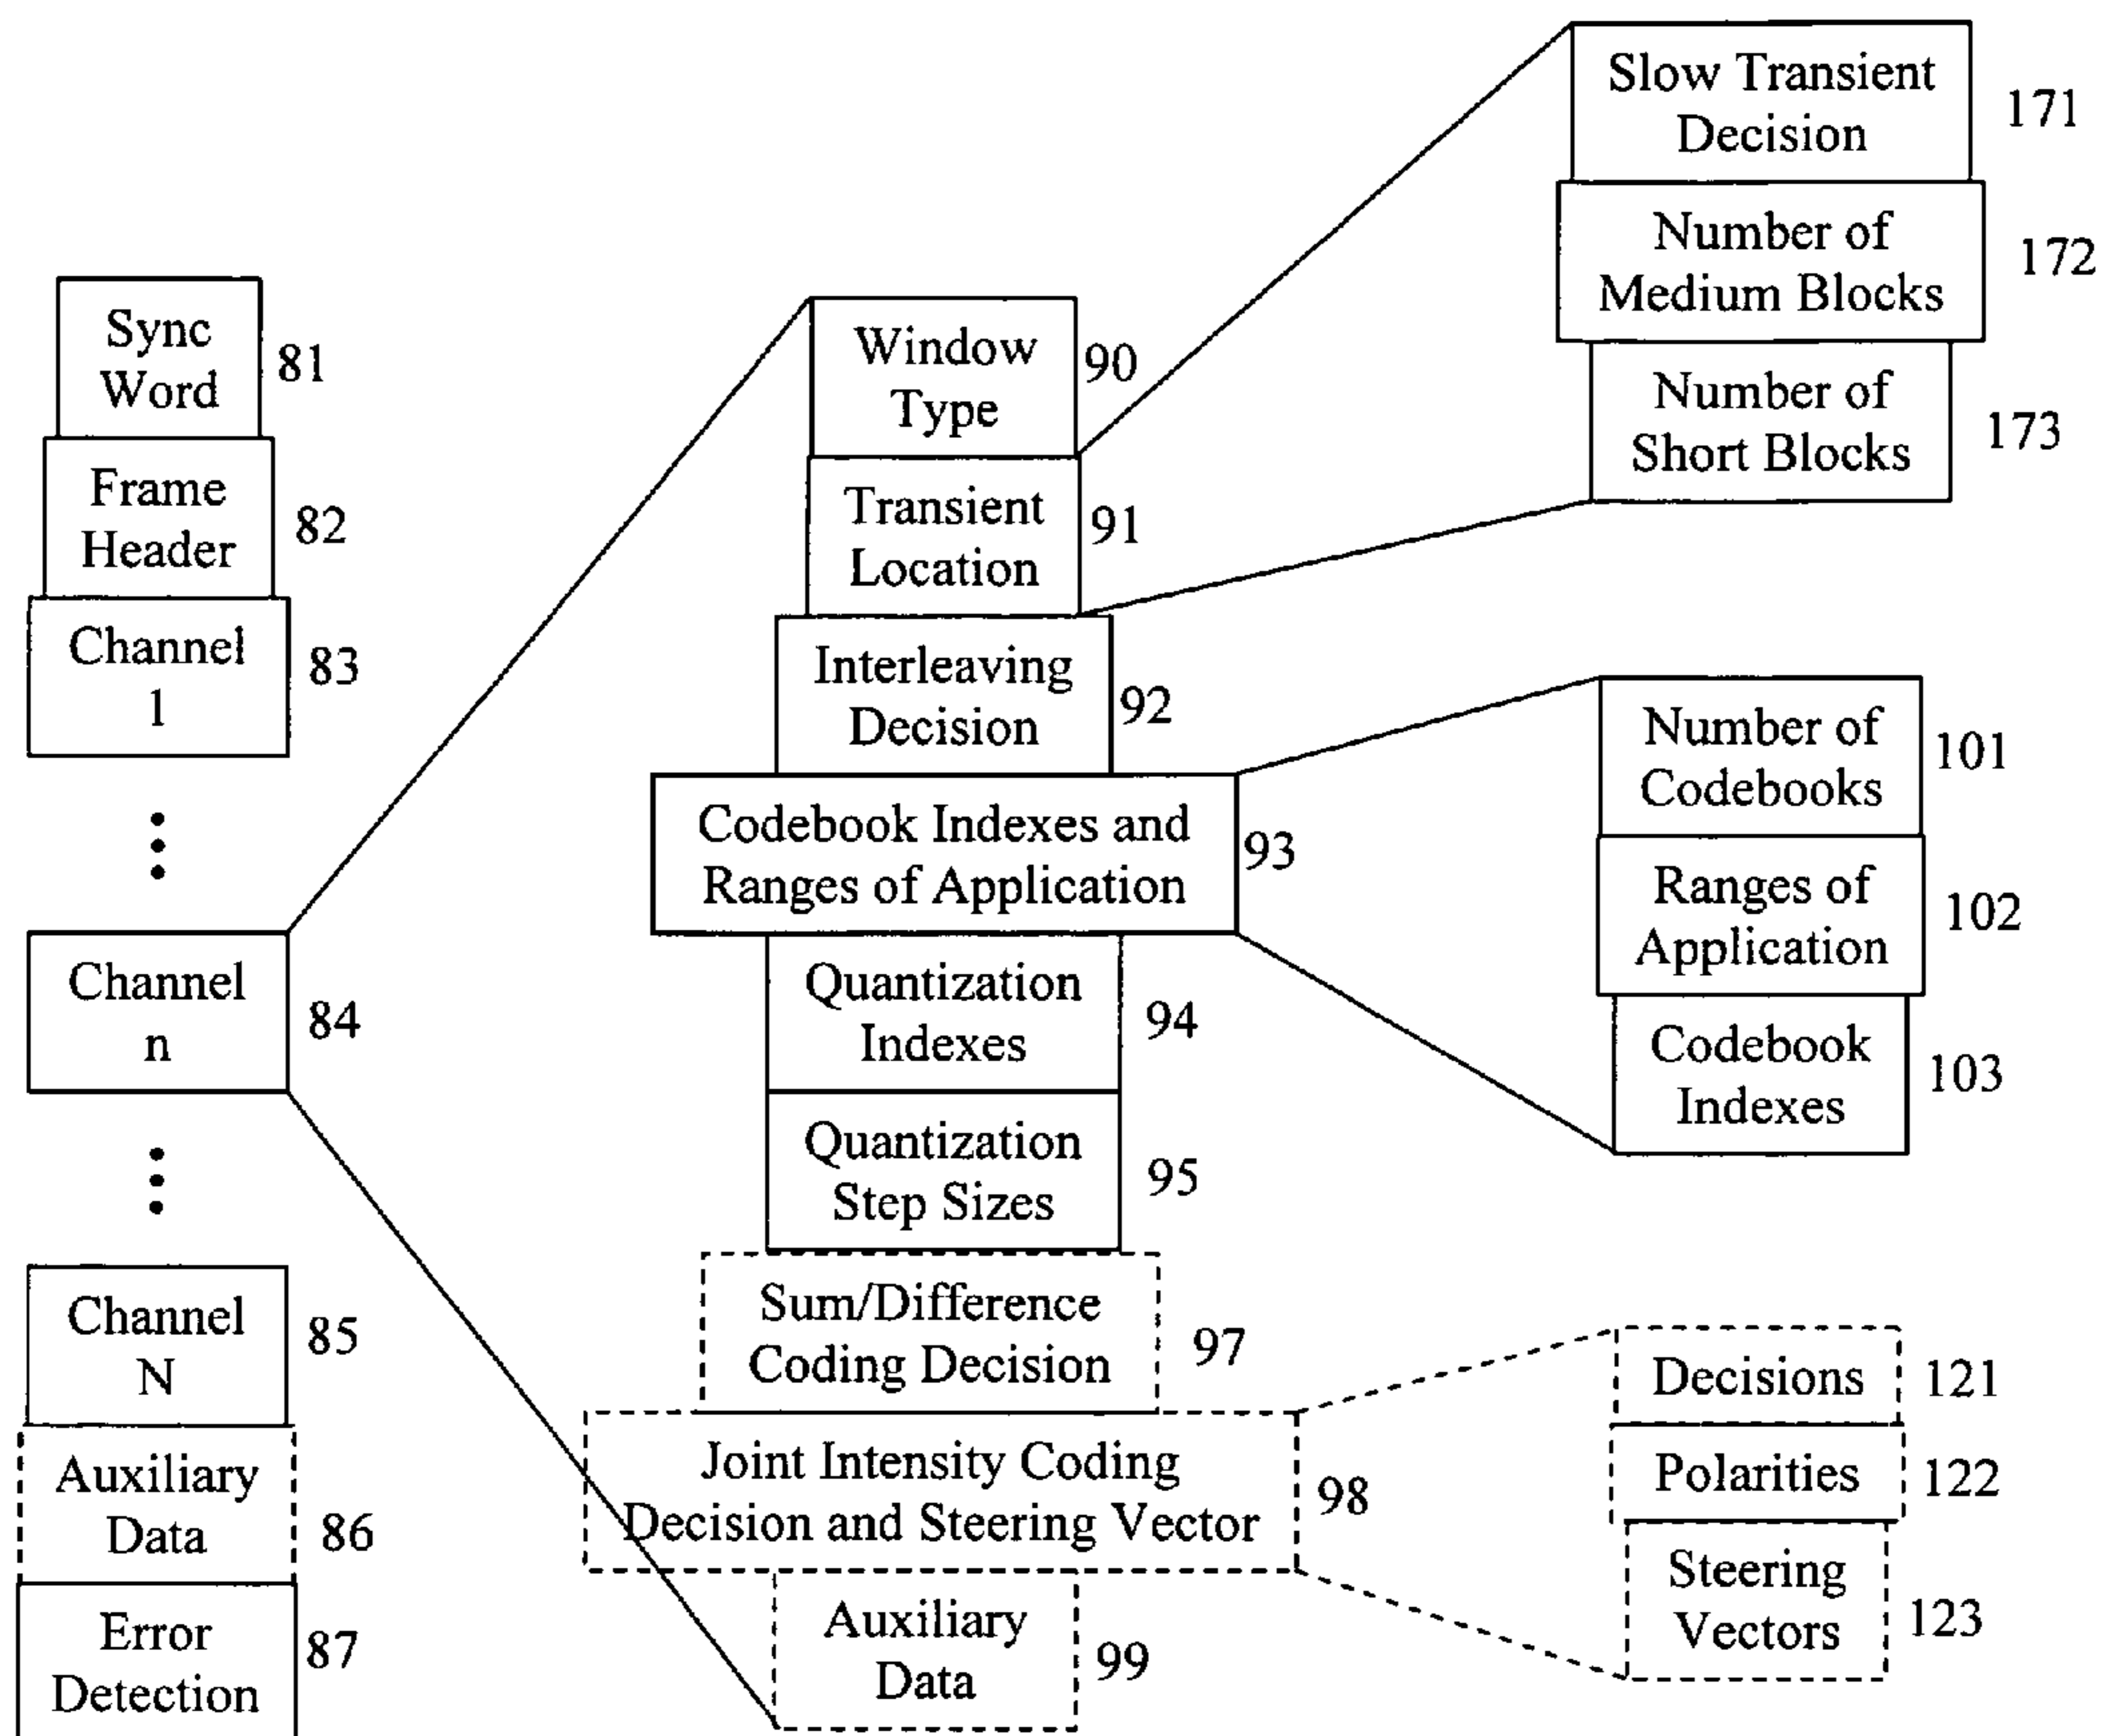 Sync
Word
81
Frame
Header
82
Channel
1
83
Channel
n
84
Channel
N
85
Auxiliary
Data
86
Error
Detection
87
Window
Type
90
Transient
Location
91
Interleaving
Decision
92
Codebook Indexes and
Ranges of Application
93
Quantization
Indexes
94
Quantization
Step Sizes
95
Sum/Difference
Coding Decision
97
Joint Intensity Coding
Decision and Steering Vector
98
Auxiliary
Data
99
Slow Transient
Decision
171
Number of
Medium Blocks
172
Number of
Short Blocks
173
Number of
Codebooks
101
Ranges of
Application
102
Codebook
Indexes
103
Decisions
121
Polarities
122
Steering
Vectors
123